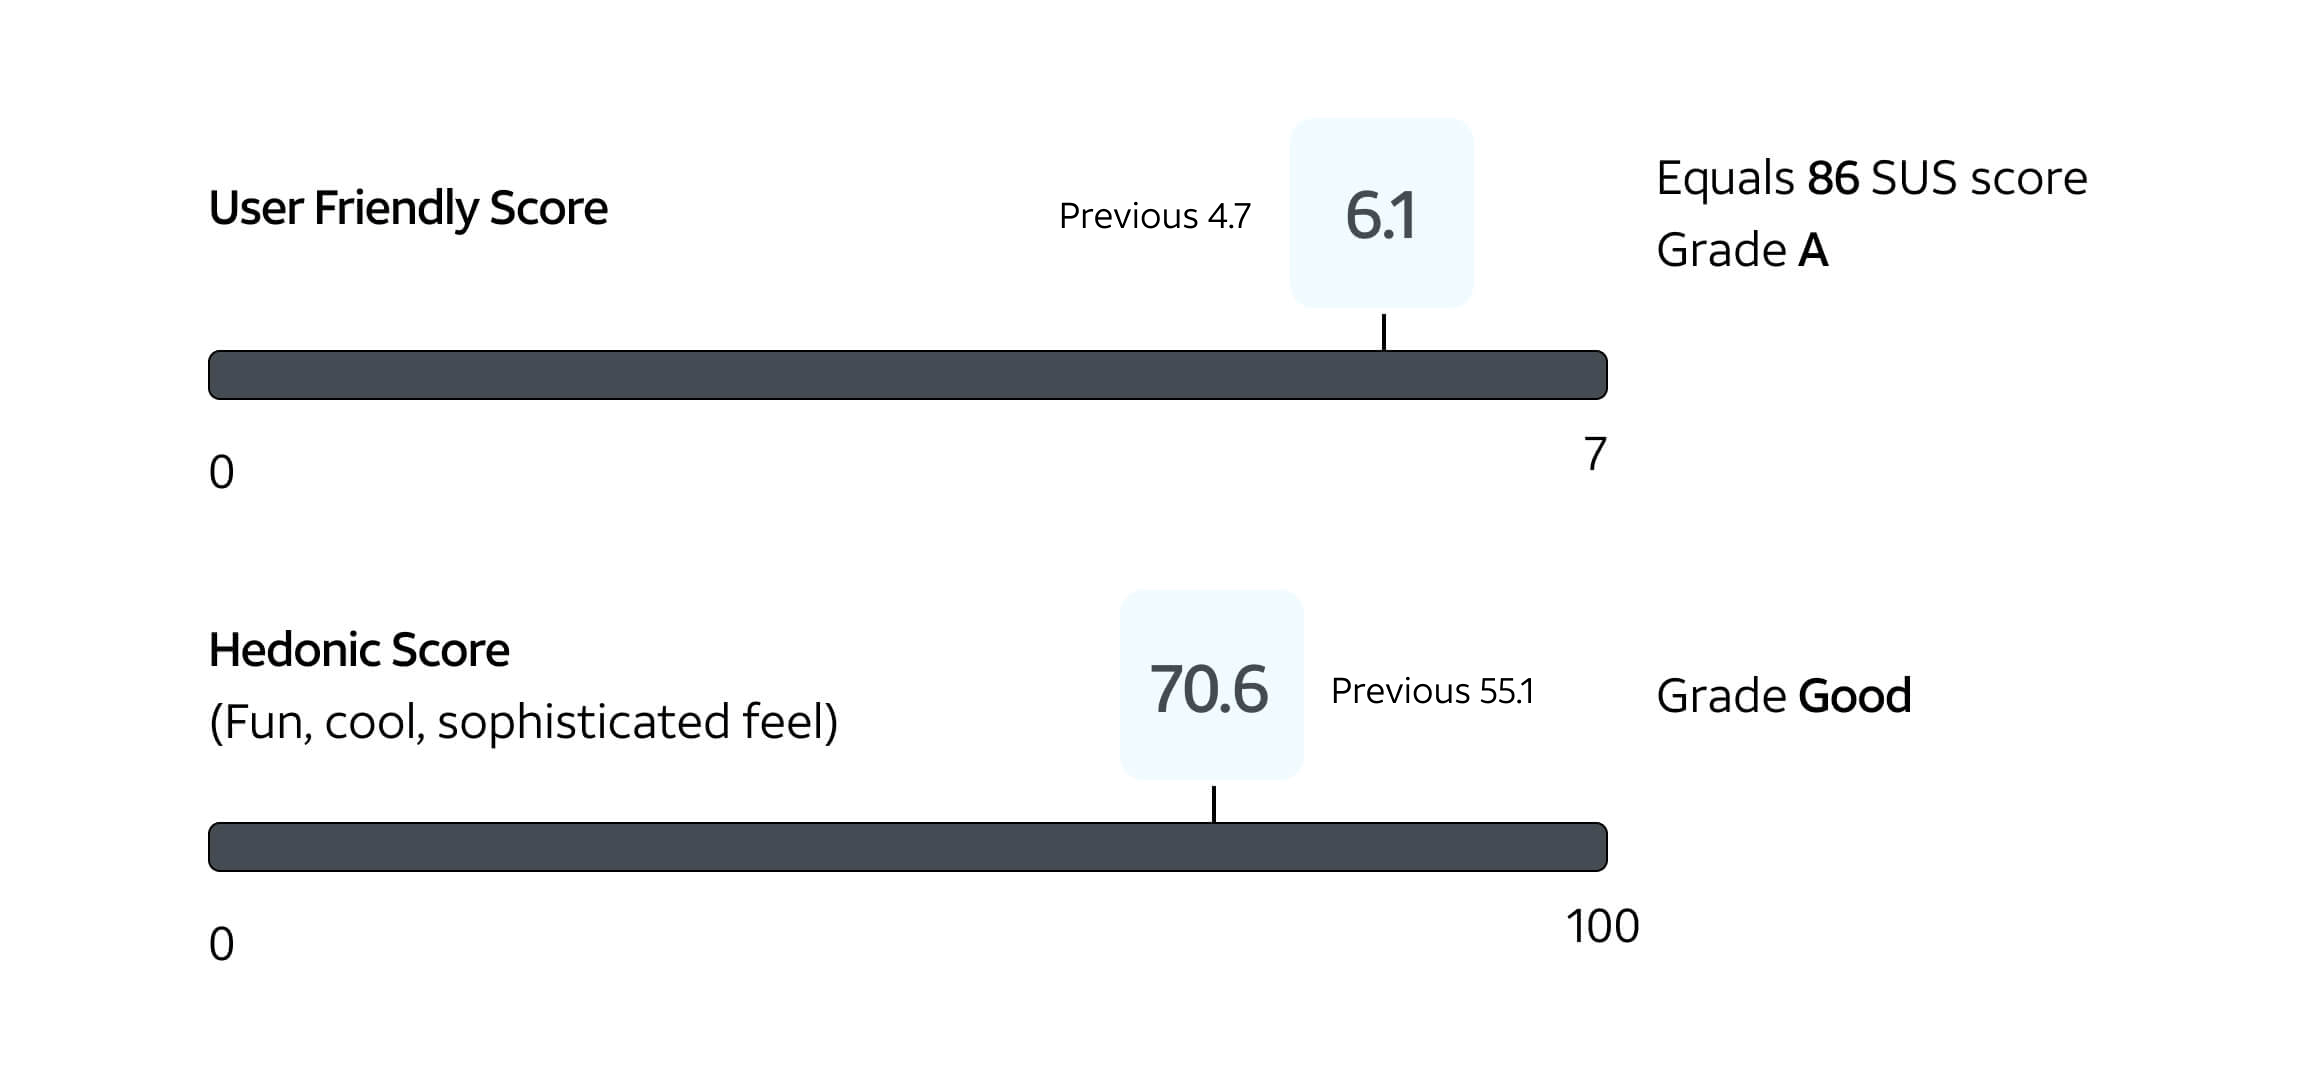 User Friendly Score
Previous 4.7
6.1
Equals 86 SUS score
Grade A
0
7
Hedonic Score
(Fun, cool, sophisticated feel)
70.6
Previous 55.1
Grade Good
0
100